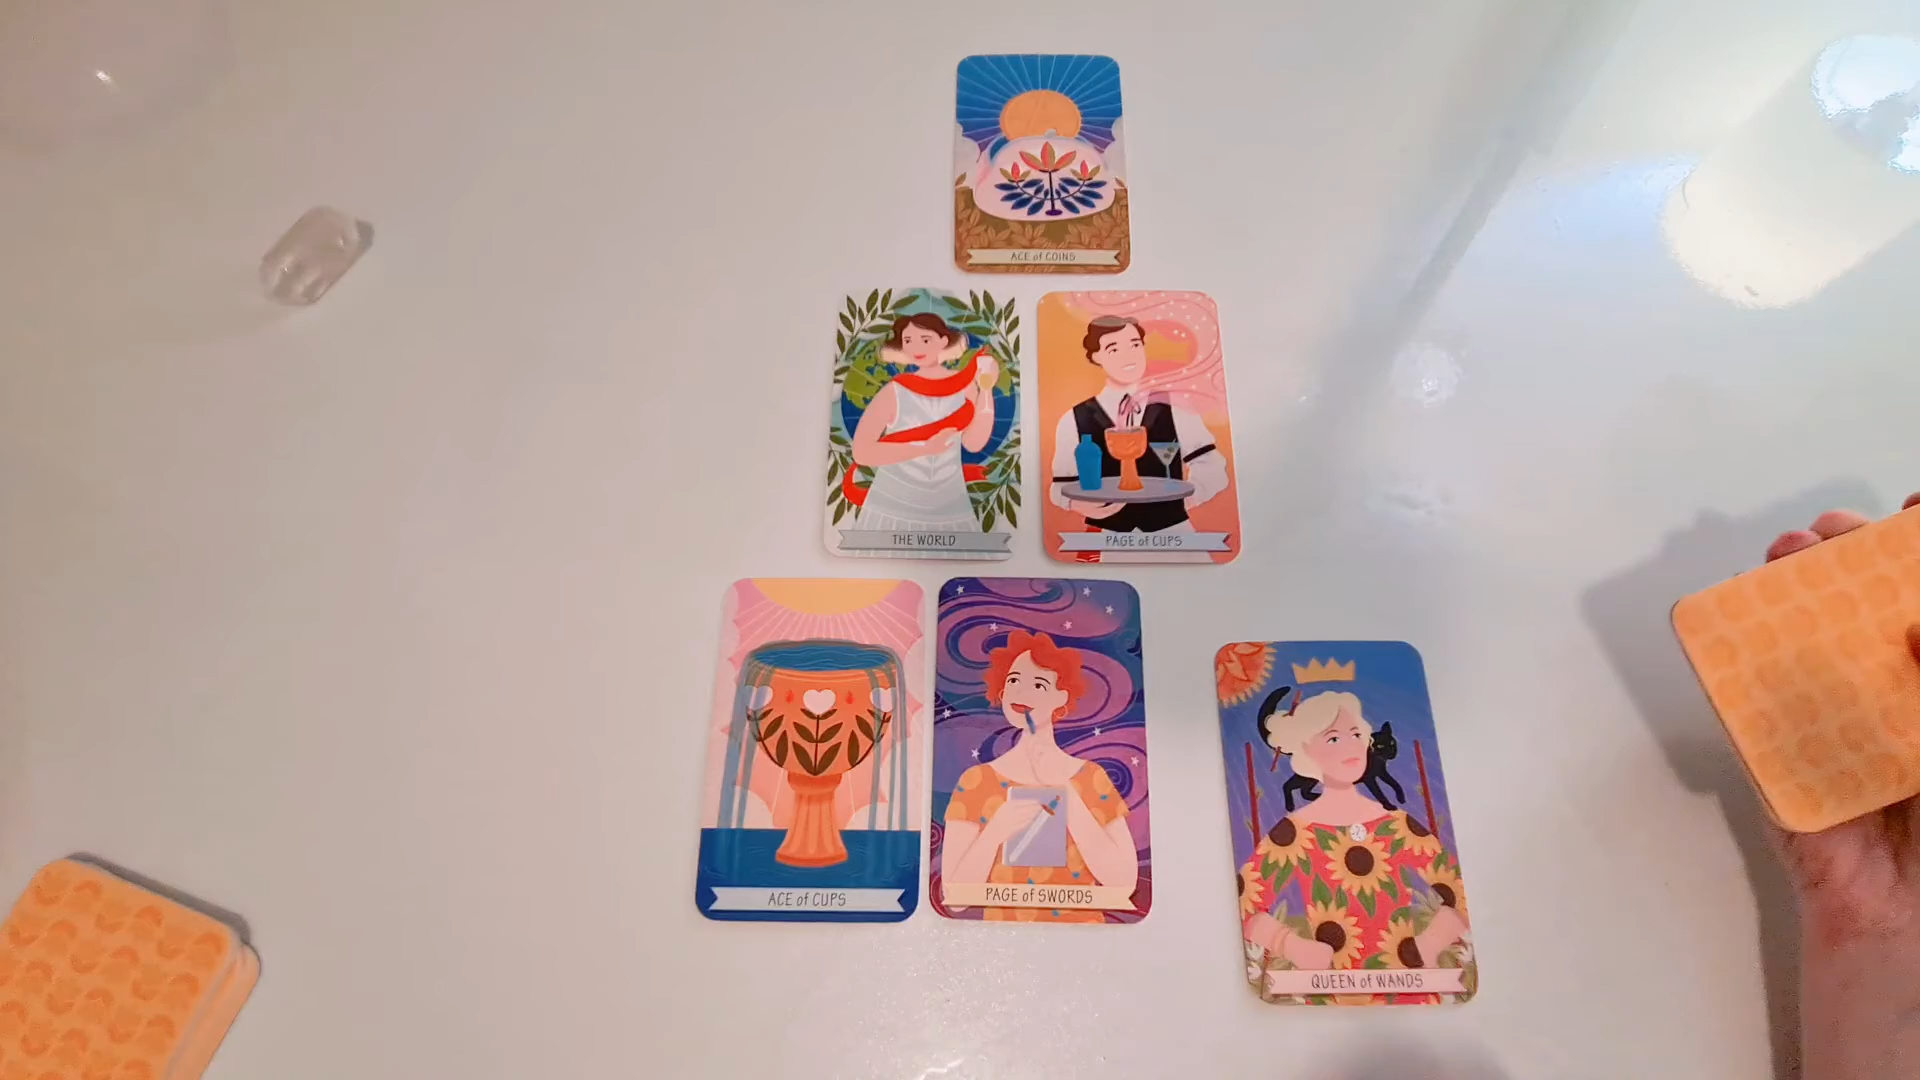 ACE of COINS
THE WORLD
PAGE of CUPS
ACE of CUPS
PAGE of SWORDS
QUEEN of WANDS